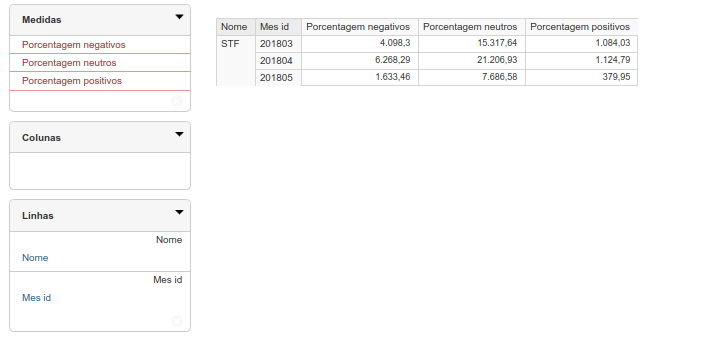 Medidas
Porcentagem negativos
Porcentagem neutros
Porcentagem positivos
Colunas
Linhas
Nome
Nome
Mes id
Mes id
Nome Mes id Porcentagem negativos Porcentagem neutros Porcentagem positivos
STF 201803 4.098,3 15.317,64 1.084,03
201804 6.268,29 21.206,93 1.124,79
201805 1.633,46 7.686,58 379,95